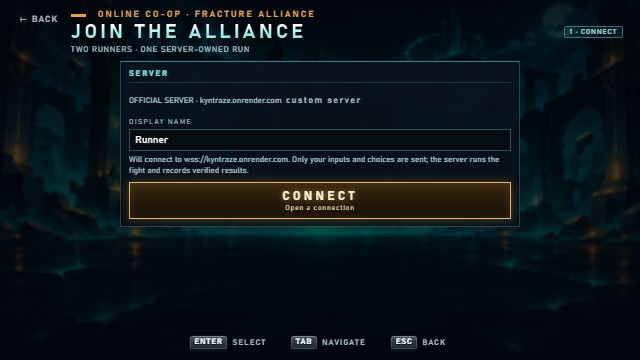 ← BACK
ONLINE CO-OP · FRACTURE ALLIANCE
JOIN THE ALLIANCE
TWO RUNNERS · ONE SERVER-OWNED RUN
1 · CONNECT
SERVER
OFFICIAL SERVER · kyntraze.onrender.com custom server
DISPLAY NAME
Runner
Will connect to wss://kyntraze.onrender.com. Only your inputs and choices are sent; the server runs the
fight and records verified results.
CONNECT
Open a connection
ENTER SELECT TAB NAVIGATE ESC BACK